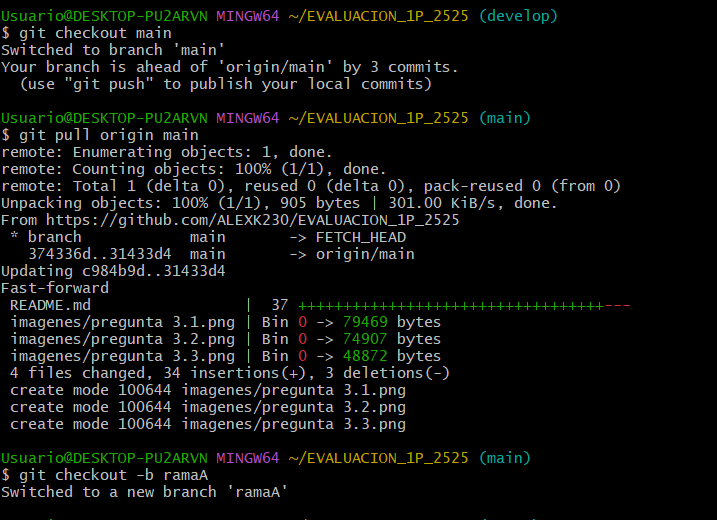 Usuario@DESKTOP-PU2ARVN MINGW64 ~/EVALUACION_1P_2525 (develop)
$ git checkout main
Switched to branch 'main'
Your branch is ahead of 'origin/main' by 3 commits.
  (use "git push" to publish your local commits)
Usuario@DESKTOP-PU2ARVN MINGW64 ~/EVALUACION_1P_2525 (main)
$ git pull origin main
remote: Enumerating objects: 1, done.
remote: Counting objects: 100% (1/1), done.
remote: Total 1 (delta 0), reused 0 (delta 0), pack-reused 0 (from 0)
Unpacking objects: 100% (1/1), 905 bytes | 301.00 KiB/s, done.
From https://github.com/ALEXK230/EVALUACION_1P_2525
 * branch            main       -> FETCH_HEAD
   374336d..31433d4  main       -> origin/main
Updating c984b9d..31433d4
Fast-forward
 README.md                  |  37 ++++++++++++++++++++++++++++++++++---
 imagenes/pregunta 3.1.png | Bin 0 -> 79469 bytes
 imagenes/pregunta 3.2.png | Bin 0 -> 74907 bytes
 imagenes/pregunta 3.3.png | Bin 0 -> 48872 bytes
 4 files changed, 34 insertions(+), 3 deletions(-)
 create mode 100644 imagenes/pregunta 3.1.png
 create mode 100644 imagenes/pregunta 3.2.png
 create mode 100644 imagenes/pregunta 3.3.png
Usuario@DESKTOP-PU2ARVN MINGW64 ~/EVALUACION_1P_2525 (main)
$ git checkout -b ramaA
Switched to a new branch 'ramaA'